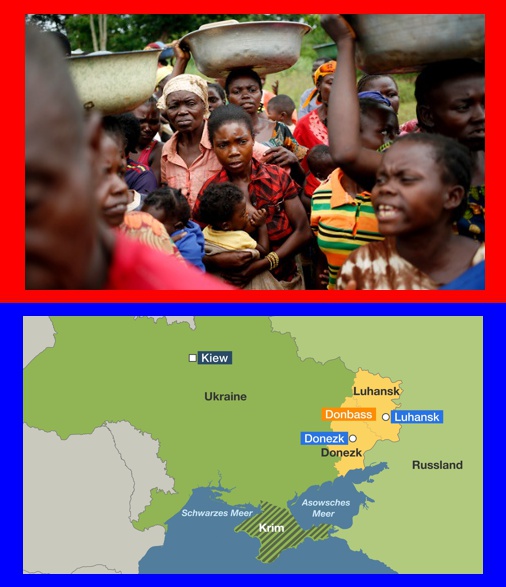 Kiew
Ukraine
Luhansk
Donbass
Luhansk
Donezk
Donezk
Russland
Schwarzes Meer
Asowsches
Meer
Krim